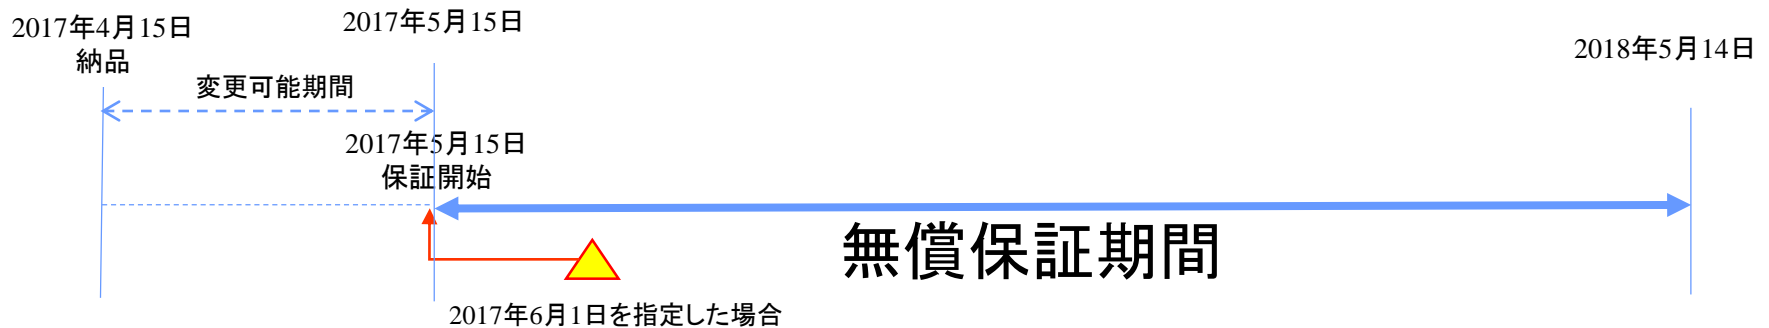 2017年4月15日
納品
2017年5月15日
2018年5月14日
変更可能期間
2017年5月15日
保証開始
無償保証期間
2017年6月1日を指定した場合